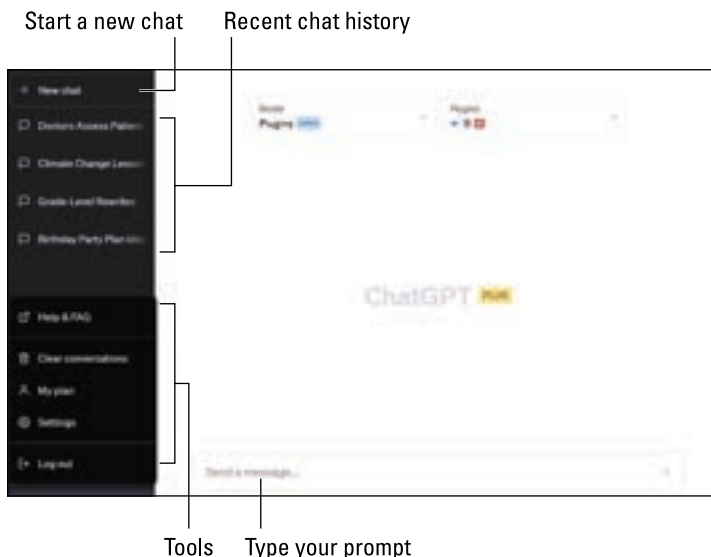 Start a new chat
Recent chat history
New chat
Doctors Access Patient
Climate Change Lesson
Grade-Level Rewrites
Birthday Party Plan
Model
Plugins
Plugins
ChatGPT PLUS
Help & FAQ
Clear conversations
My plan
Settings
Log out
Send a message...
Tools
Type your prompt